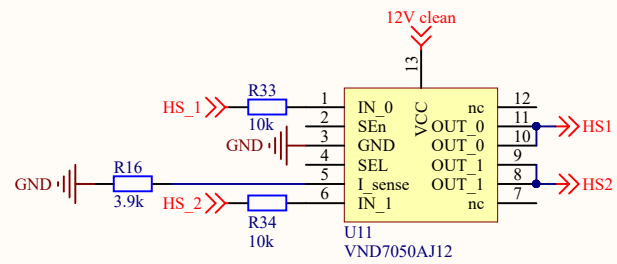 12V clean
13
VCC
HS_1
R33
10k
1
IN_0
nc
12
2
SEn
OUT_0
11
HS1
GND
3
GND
OUT_0
10
4
SEL
OUT_1
9
GND
R16
3.9k
5
I_sense
OUT_1
8
HS2
HS_2
R34
10k
6
IN_1
nc
7
U11
VND7050AJ12